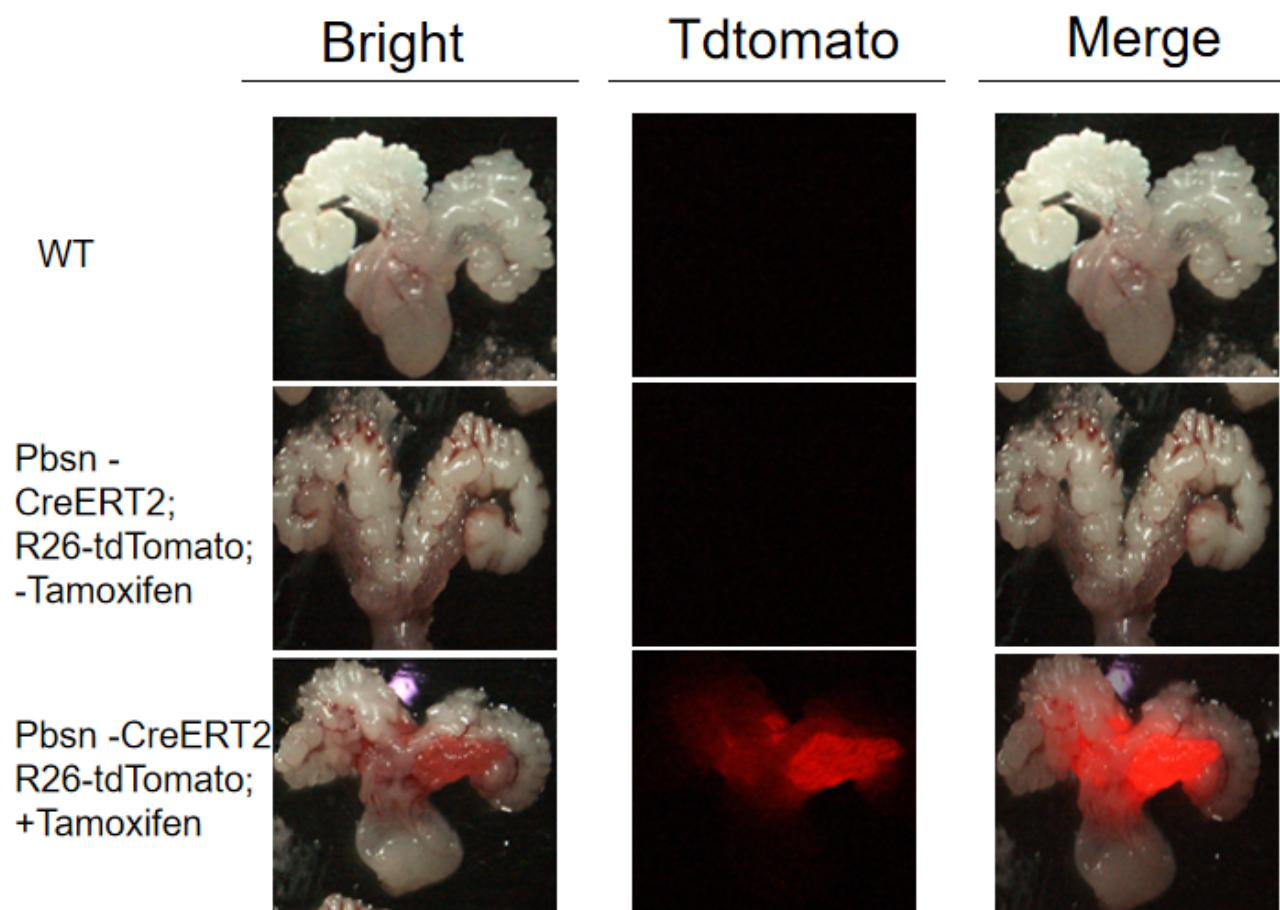 Bright
Tdtomato
Merge
WT
Pbsn -
CreERT2;
R26-tdTomato;
-Tamoxifen
Pbsn -CreERT2
R26-tdTomato;
+Tamoxifen